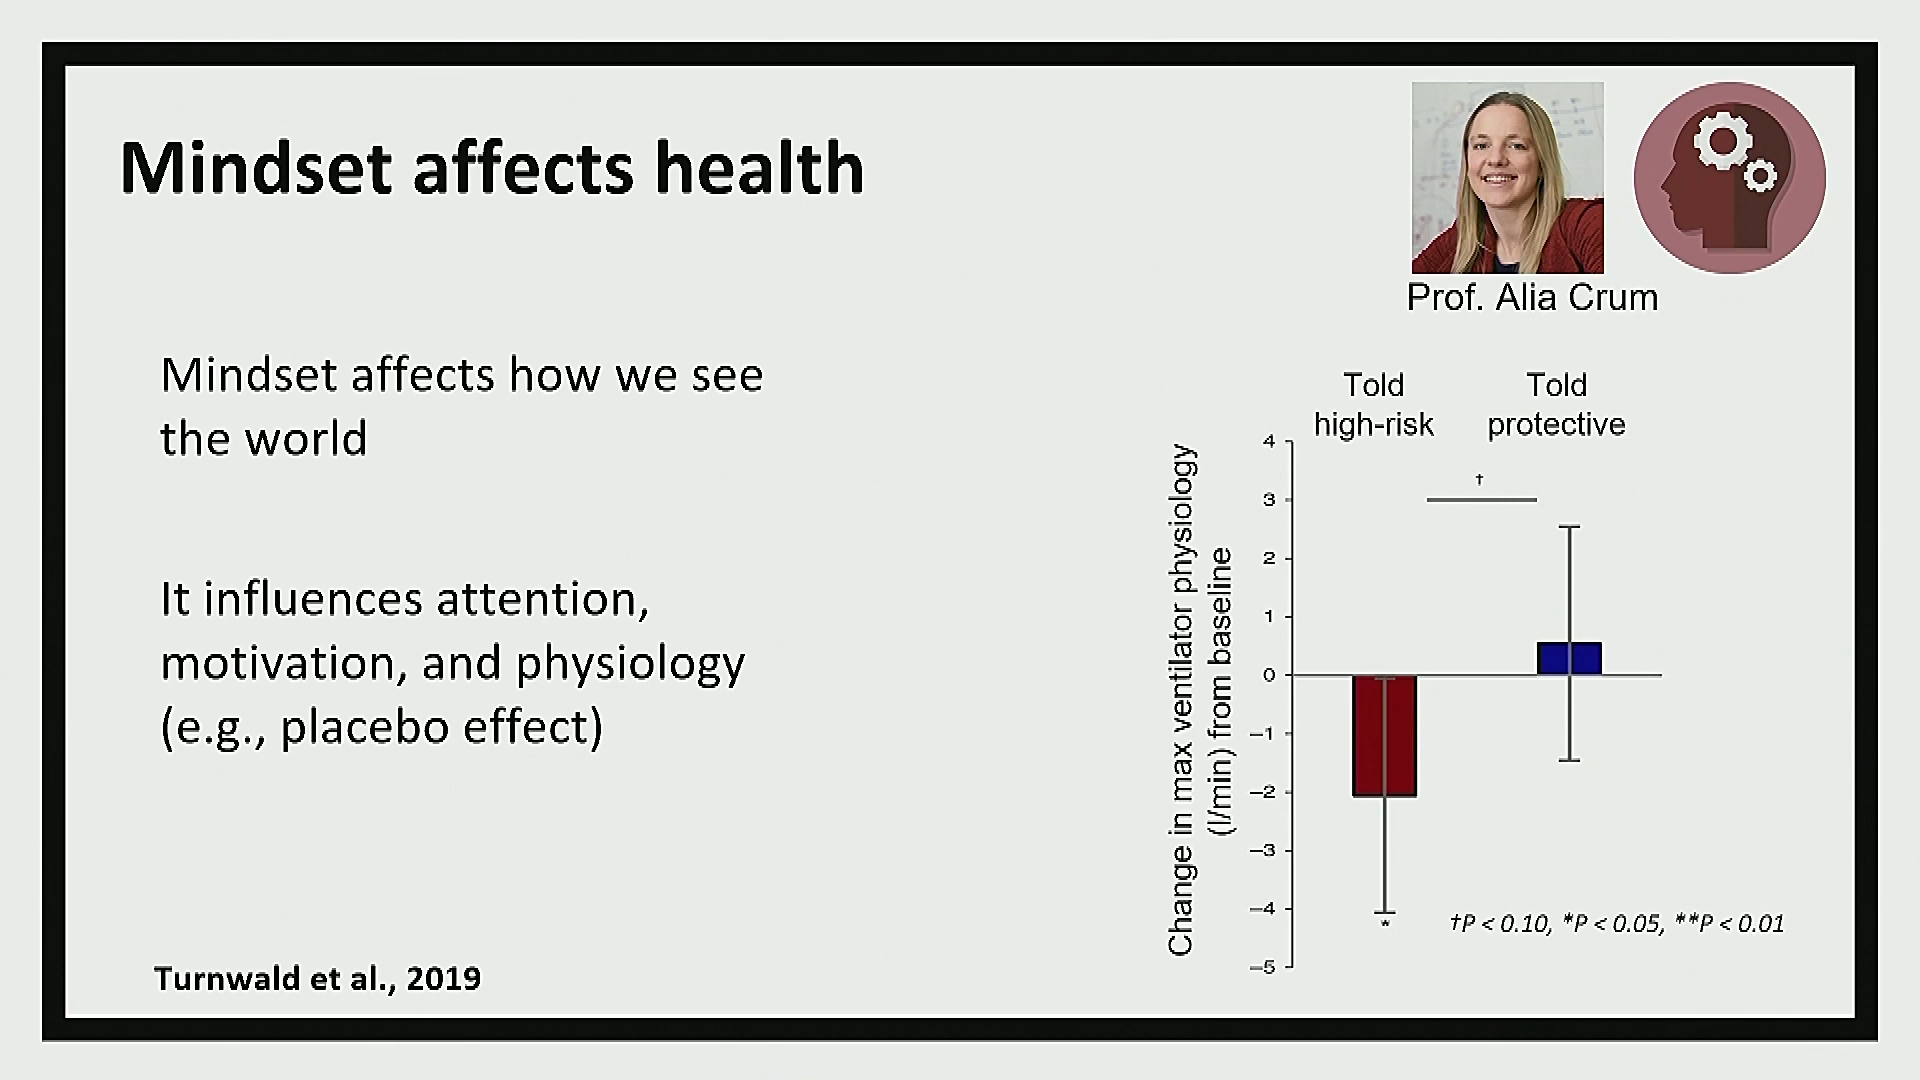 Mindset affects health
Prof. Alia Crum
Mindset affects how we see
the world
It influences attention,
motivation, and physiology
(e.g., placebo effect)
Turnwald et al., 2019
Told
high-risk
Told
protective
Change in max ventilator physiology
(l/min) from baseline
4
3
2
1
0
−1
−2
−3
−4
−5
†
*
†P < 0.10, *P < 0.05, **P < 0.01